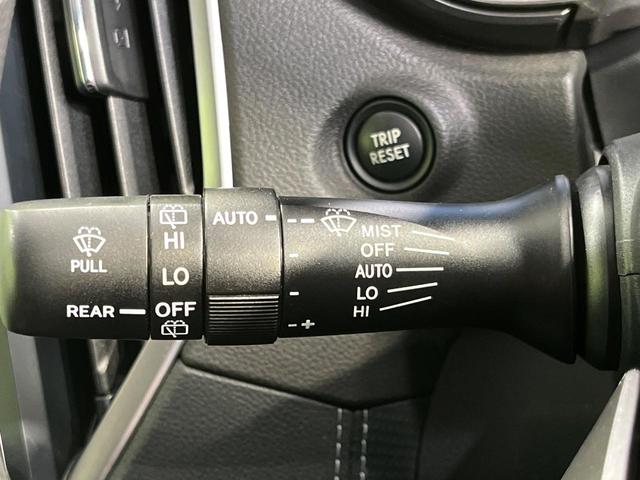 TRIP
RESET
PULL
REAR
HI
LO
OFF
AUTO
- +
MIST
OFF
AUTO
LO
HI